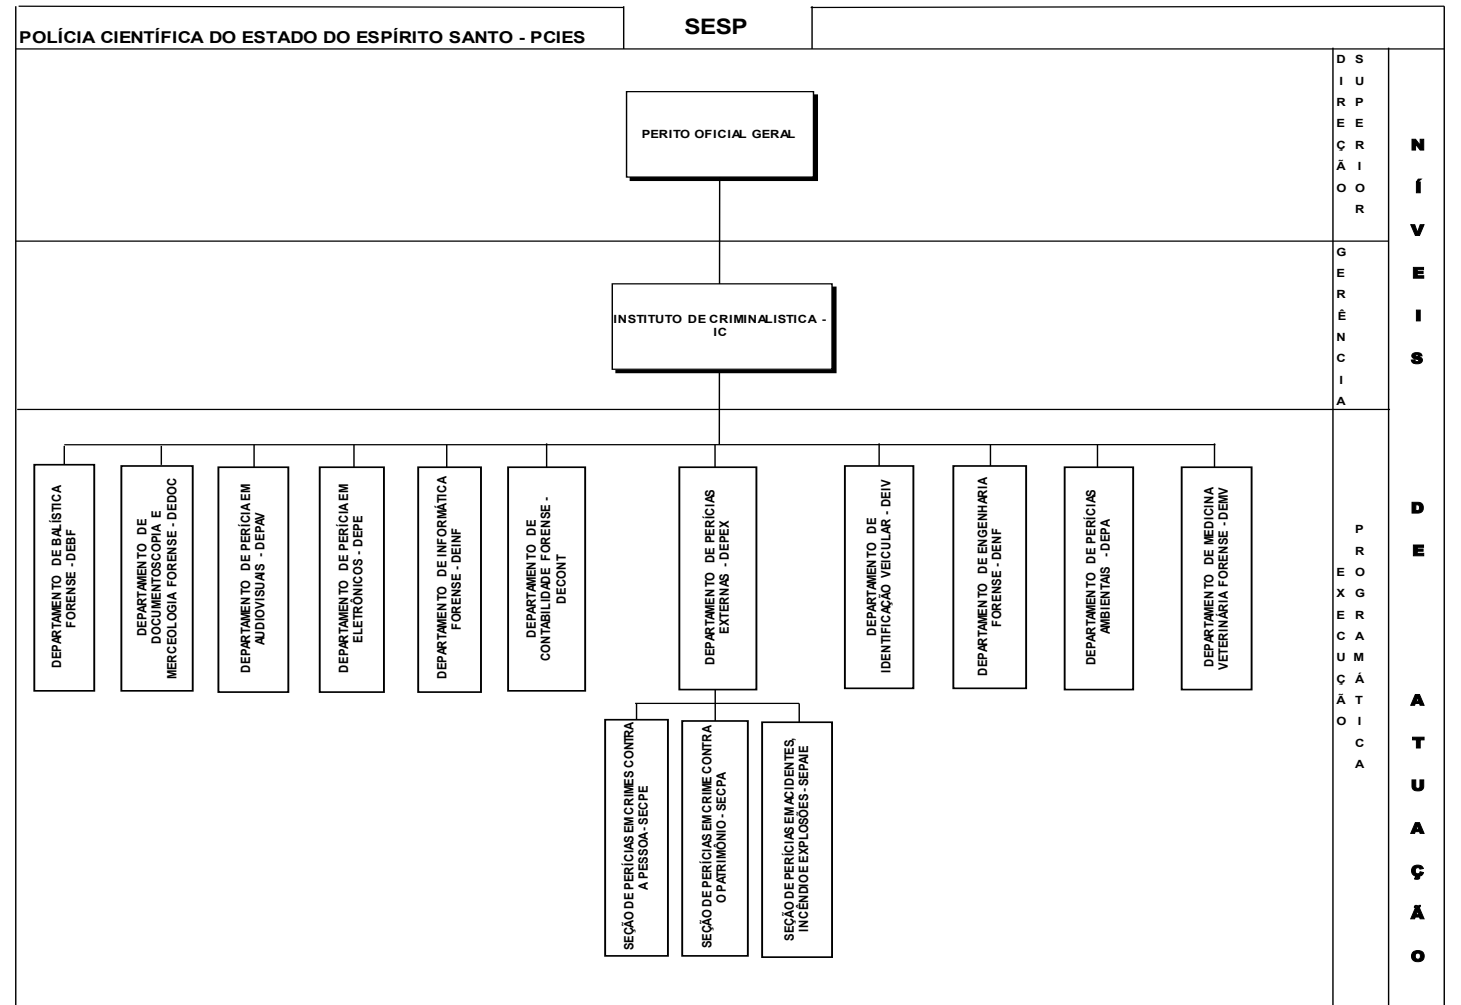 SESP
POLÍCIA CIENTÍFICA DO ESTADO DO ESPÍRITO SANTO - PCIES
PERITO OFICIAL GERAL
DIREÇÃO
SUPERIOR
INSTITUTO DE CRIMINALISTICA -
IC
GERÊNCIA
DEPARTAMENTO DE BALÍSTICA
FORENSE - DEBF
DEPARTAMENTO DE
DOCUMENTOSCOPIA E
MERCEOLOGIA FORENSE - DEDOC
DEPARTAMENTO DE PERÍCIA EM
AUDIOVISUAIS - DEPAV
DEPARTAMENTO DE PERÍCIA EM
ELETRÔNICOS - DEPE
DEPARTAMENTO DE INFORMÁTICA
FORENSE - DEINF
DEPARTAMENTO DE
CONTABILIDADE FORENSE -
DECONT
DEPARTAMENTO DE PERÍCIAS
EXTERNAS - DEPEX
DEPARTAMENTO DE
IDENTIFICAÇÃO VEICULAR - DEIV
DEPARTAMENTO DE ENGENHARIA
FORENSE - DENF
DEPARTAMENTO DE PERÍCIAS
AMBIENTAIS - DEPA
DEPARTAMENTO DE MEDICINA
VETERINÁRIA FORENSE - DEMV
SEÇÃO DE PERÍCIAS EM CRIMES CONTRA
A PESSOA - SECPE
SEÇÃO DE PERÍCIAS EM CRIME CONTRA
O PATRIMÔNIO - SECPA
SEÇÃO DE PERÍCIAS EM ACIDENTES,
INCÊNDIO E EXPLOSÕES - SEPAIE
EXECUÇÃO
PROGRAMÁTICA
NÍVEIS DE ATUAÇÃO